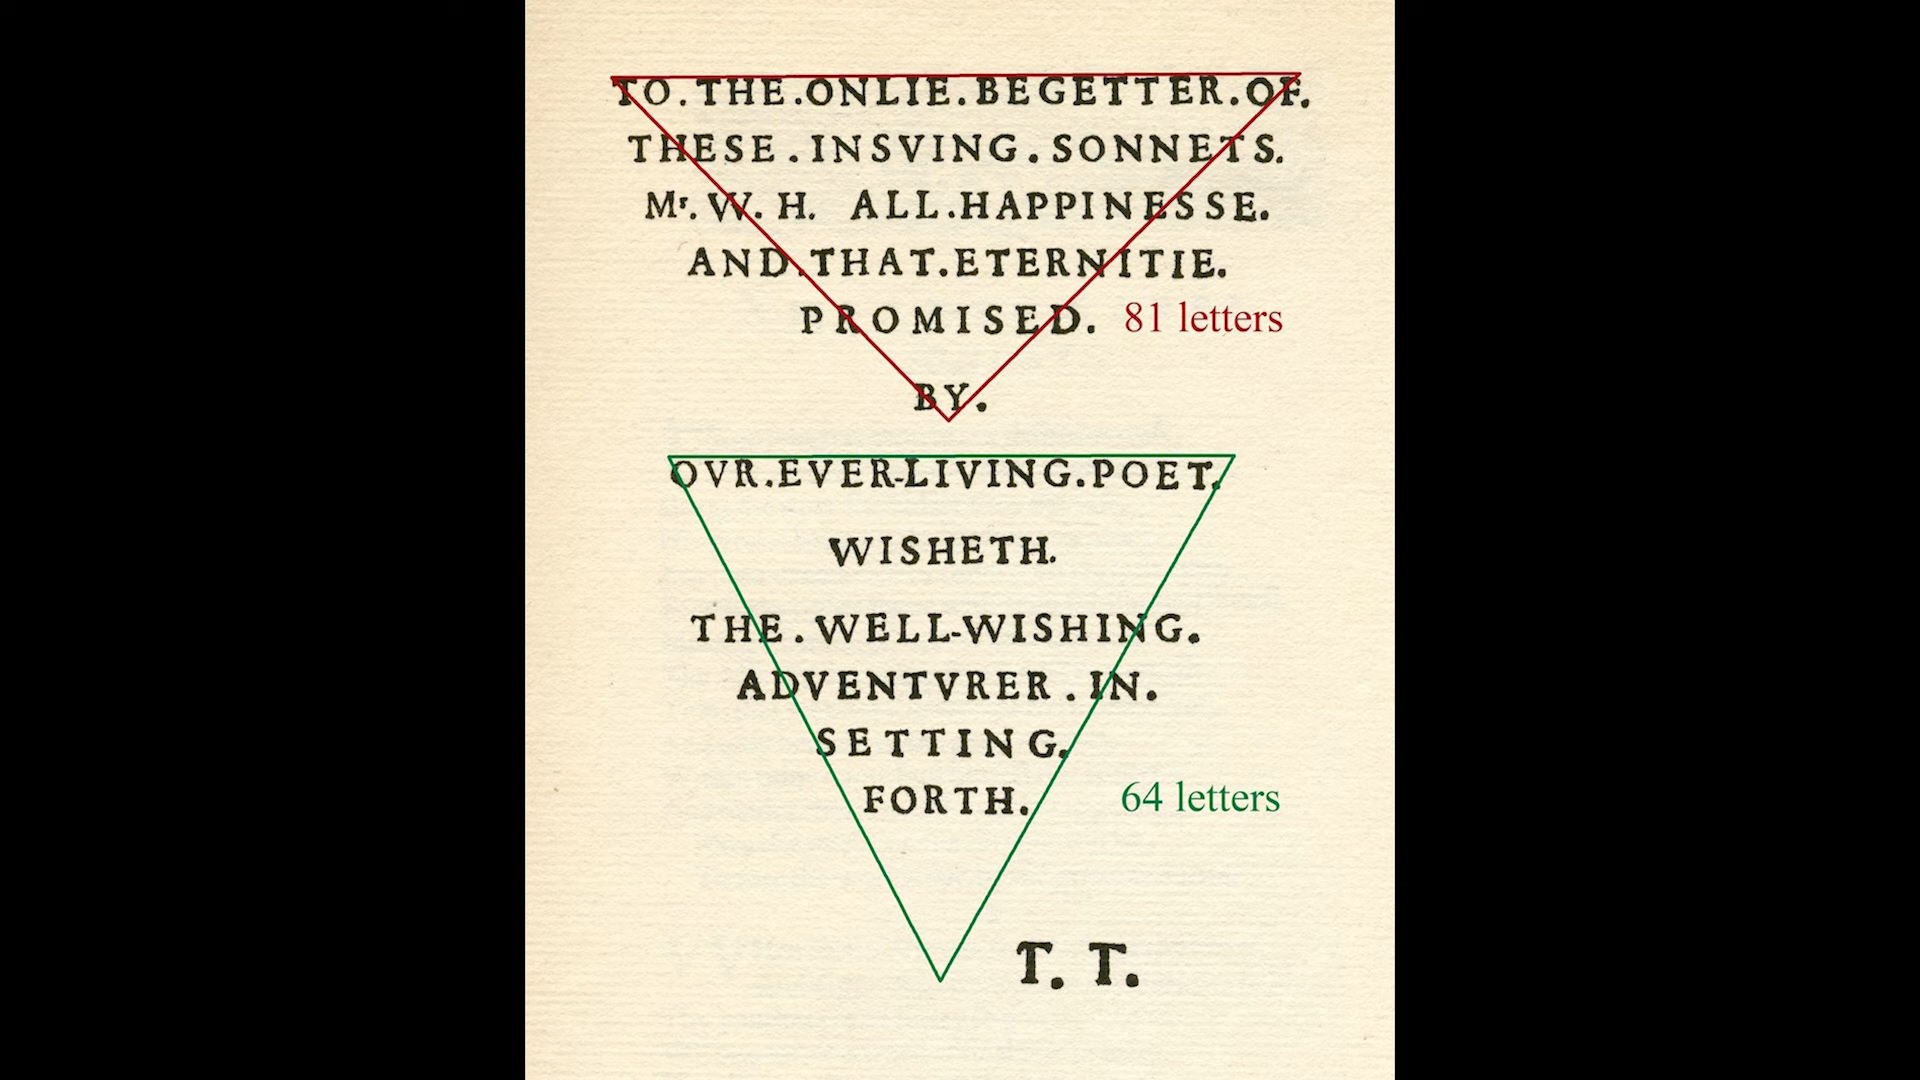 TO.THE.ONLIE.BEGETTER.OF.
THESE.INSVING.SONNETS.
Mr.W.H. ALL.HAPPINESSE.
AND.THAT.ETERNITIE.
PROMISED. 81 letters
BY.
OVR.EVER-LIVING.POET.
WISHETH.
THE.WELL-WISHING.
ADVENTVRER.IN.
SETTING.
FORTH. 64 letters
T. T.